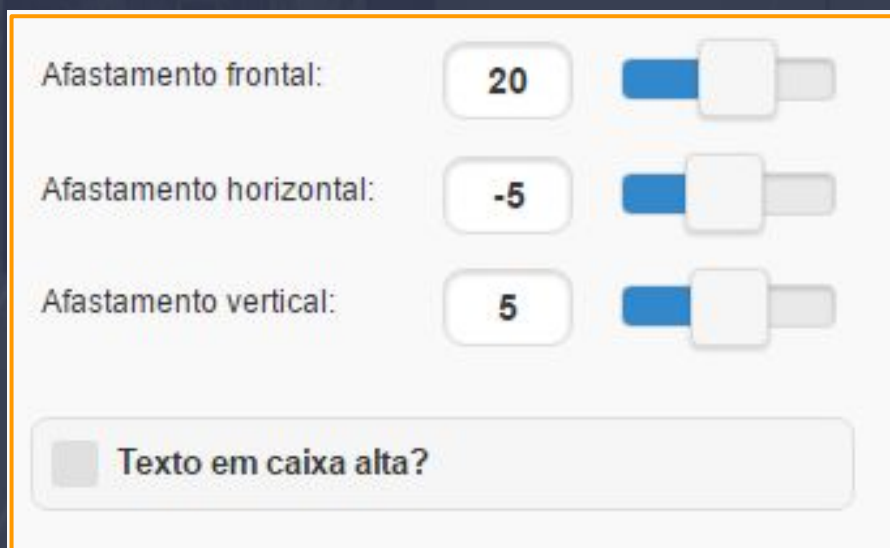 Afastamento frontal: 20
Afastamento horizontal: -5
Afastamento vertical: 5
Texto em caixa alta?